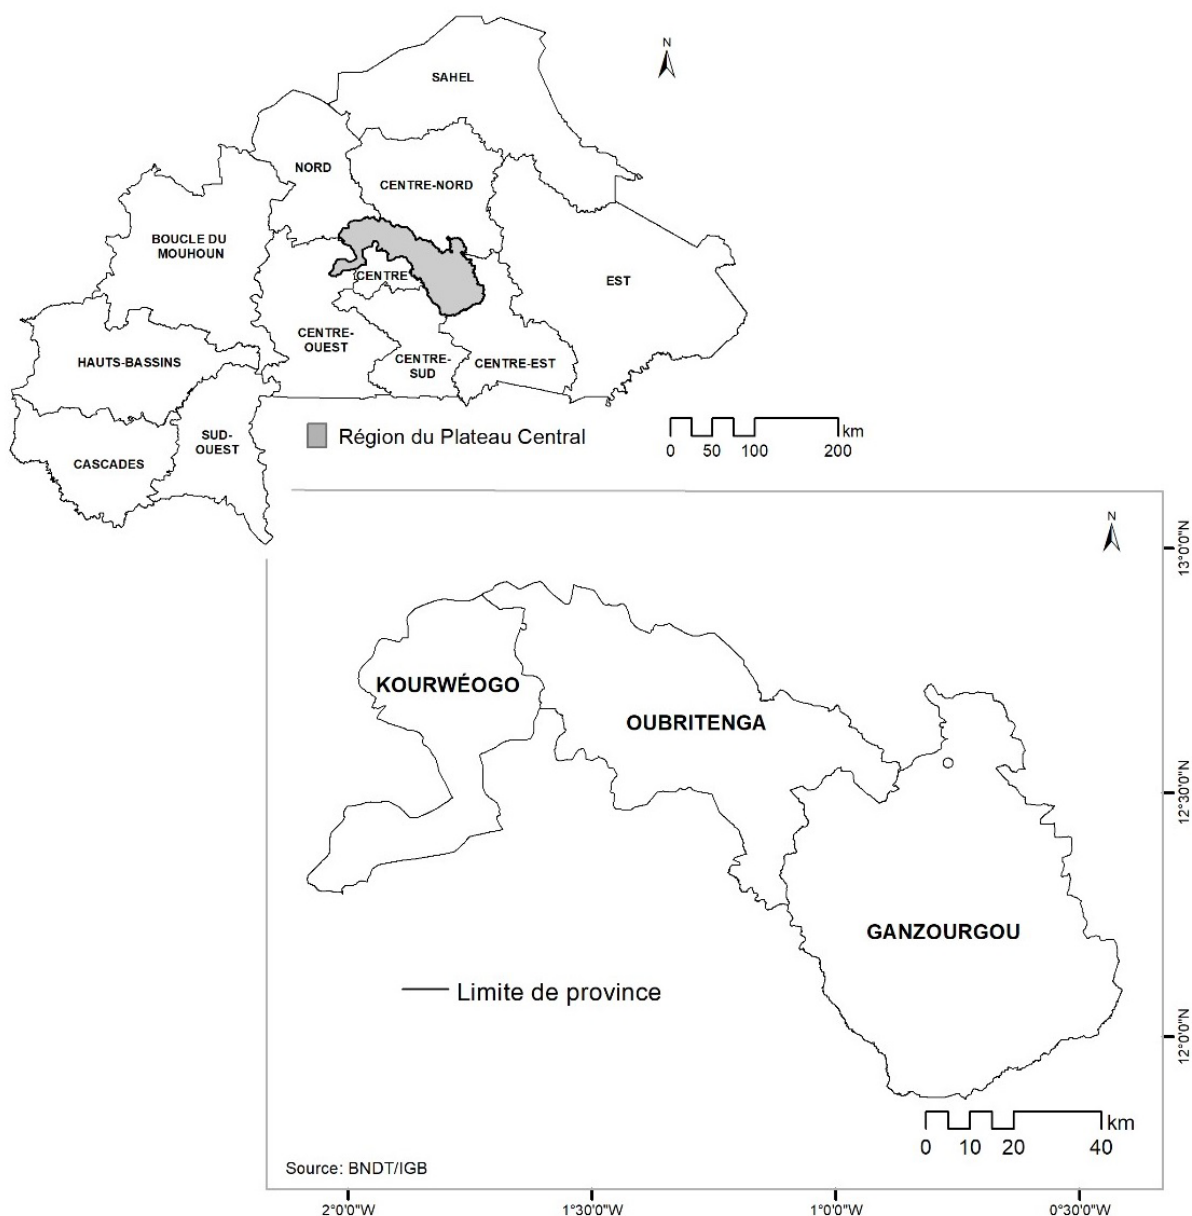 N
SAHEL
NORD
CENTRE-NORD
BOUCLE DU
MOUHOUN
CENTRE
EST
CENTRE-
OUEST
CENTRE-
SUD
CENTRE-EST
HAUTS-BASSINS
SUD-
OUEST
CASCADES
Région du Plateau Central
km
0 50 100 200
N
13°0'0"N
KOURWÉOGO
OUBRITENGA
12°30'0"N
GANZOURGOU
Limite de province
12°0'0"N
km
0 10 20 40
Source: BNDT/IGB
2°0'0"W 1°30'0"W 1°0'0"W 0°30'0"W